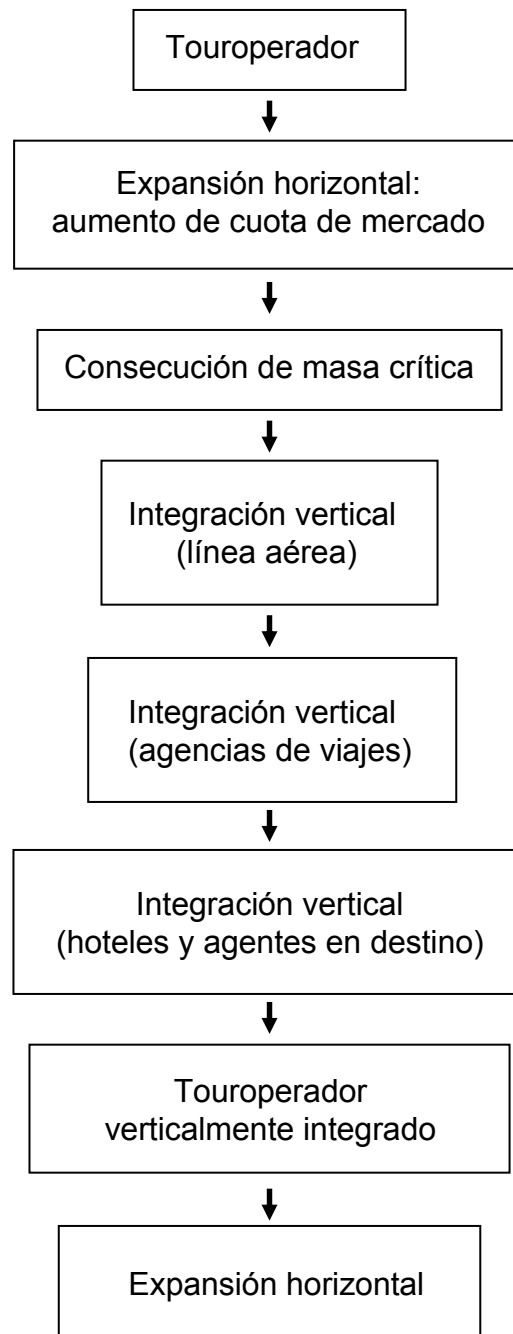 Touroperador
Expansión horizontal:
aumento de cuota de mercado
Consecución de masa crítica
Integración vertical
(línea aérea)
Integración vertical
(agencias de viajes)
Integración vertical
(hoteles y agentes en destino)
Touroperador
verticalmente integrado
Expansión horizontal